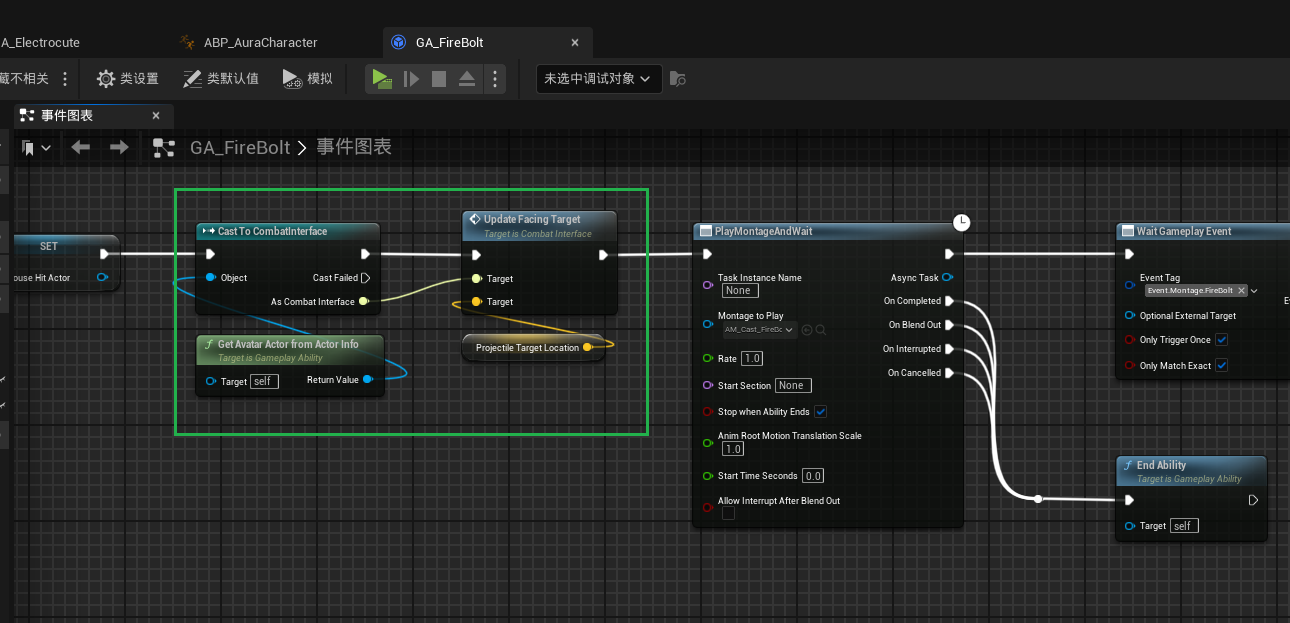 A_Electrocute
ABP_AuraCharacter
GA_FireBolt
藏不相关
类设置
类默认值
模拟
未选中调试对象
事件图表
GA_FireBolt
事件图表
SET
ouse Hit Actor
Cast To CombatInterface
Object
Cast Failed
As Combat Interface
Get Avatar Actor from Actor Info
Target is Gameplay Ability
Target
self
Return Value
Update Facing Target
Target is Combat Interface
Target
Target
Projectile Target Location
PlayMontageAndWait
Task Instance Name
None
Async Task
On Completed
Montage to Play
AM_Cast_FireBc
On Blend Out
On Interrupted
Rate
1.0
On Cancelled
Start Section
None
Stop when Ability Ends
Anim Root Motion Translation Scale
1.0
Start Time Seconds
0.0
Allow Interrupt After Blend Out
Wait Gameplay Event
Event Tag
Event.Montage.FireBolt
Optional External Target
Only Trigger Once
Only Match Exact
End Ability
Target is Gameplay Ability
Target
self